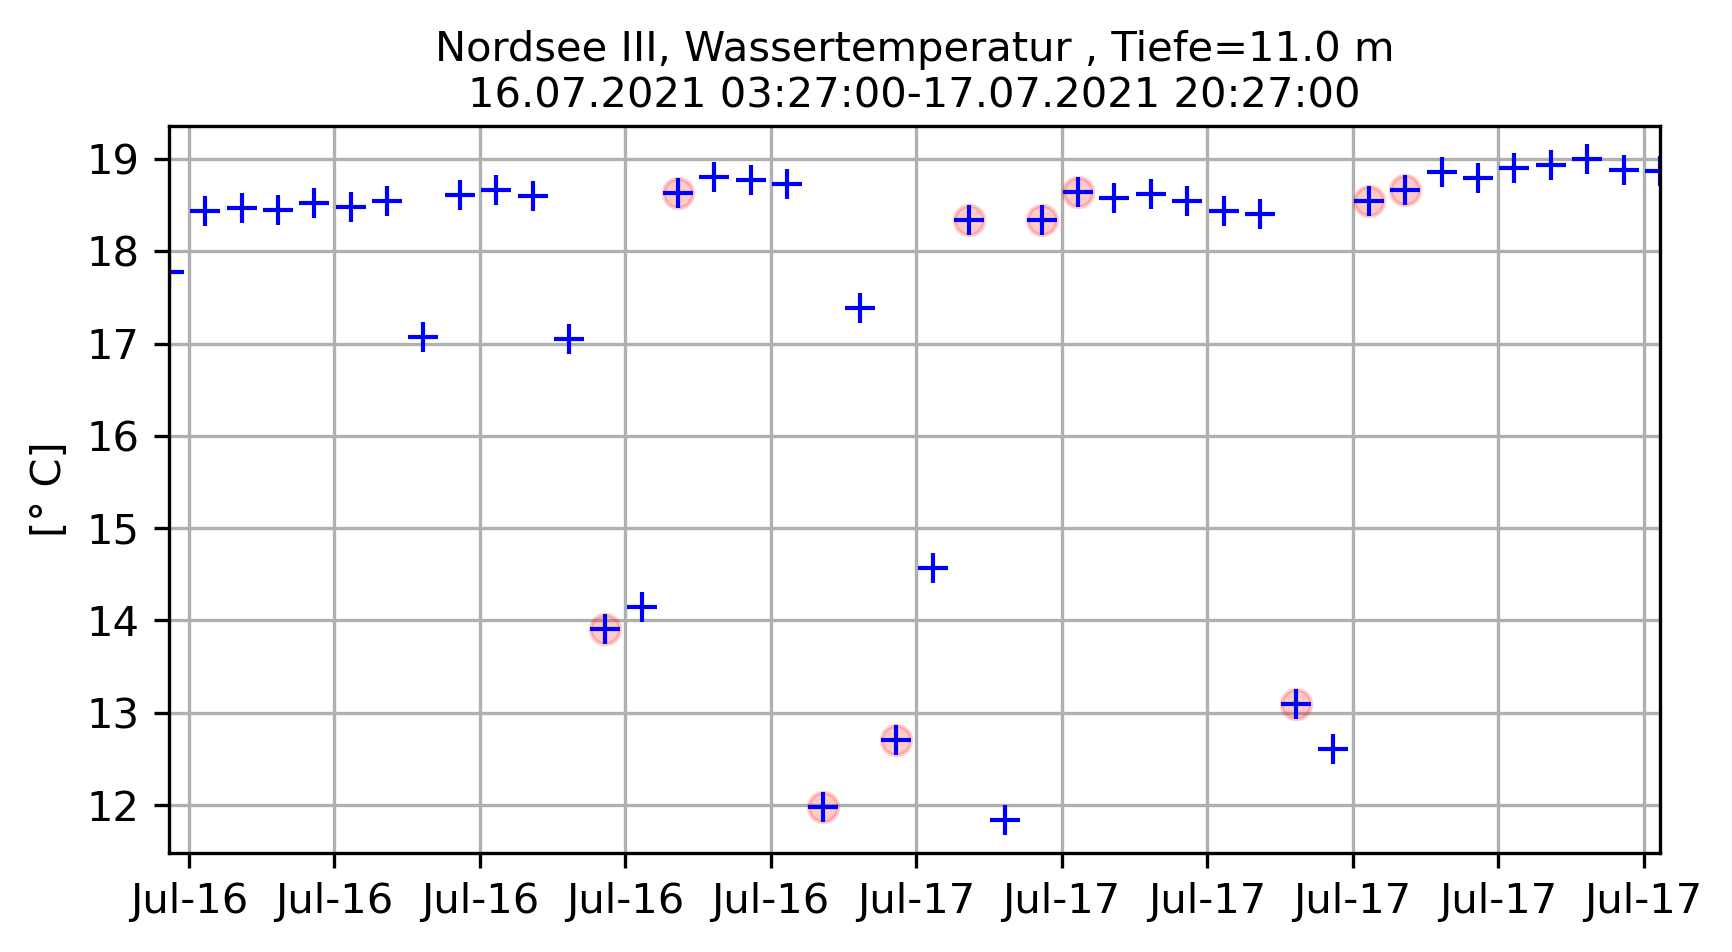 Nordsee III, Wassertemperatur , Tiefe=11.0 m
16.07.2021 03:27:00-17.07.2021 20:27:00
[° C]
19
18
17
16
15
14
13
12
Jul-16 Jul-16 Jul-16 Jul-16 Jul-16 Jul-17 Jul-17 Jul-17 Jul-17 Jul-17 Jul-17